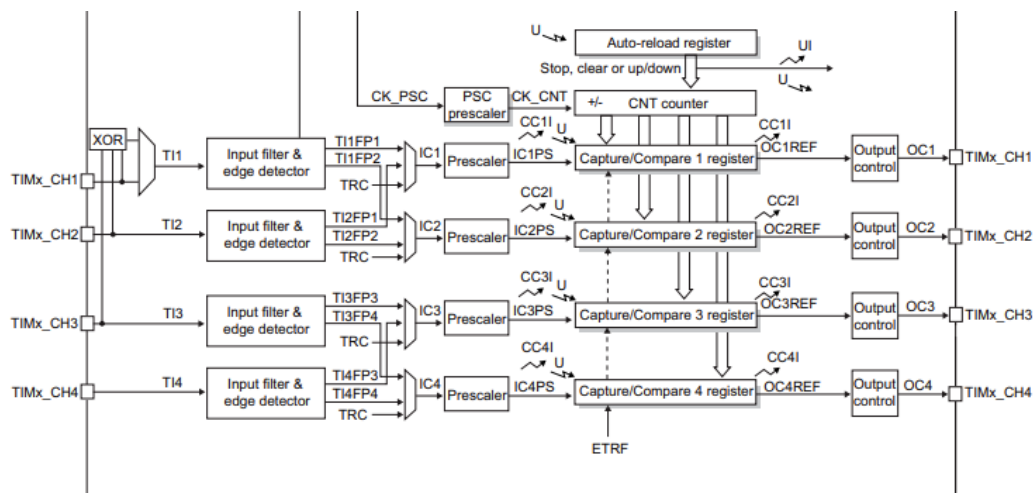 U
Auto-reload register
UI
Stop, clear or up/down
U
CK_PSC
PSC
prescaler
CK_CNT
+/-
CNT counter
XOR
TI1
Input filter &
edge detector
TI1FP1
TI1FP2
TRC
IC1
Prescaler
CC1I
U
IC1PS
Capture/Compare 1 register
CC1I
OC1REF
Output
control
OC1
TIMx_CH1
TIMx_CH1
TIMx_CH2
TI2
Input filter &
edge detector
TI2FP1
TI2FP2
TRC
IC2
Prescaler
CC2I
U
IC2PS
Capture/Compare 2 register
CC2I
OC2REF
Output
control
OC2
TIMx_CH2
TIMx_CH3
TI3
Input filter &
edge detector
TI3FP3
TI3FP4
TRC
IC3
Prescaler
CC3I
U
IC3PS
Capture/Compare 3 register
CC3I
OC3REF
Output
control
OC3
TIMx_CH3
TIMx_CH4
TI4
Input filter &
edge detector
TI4FP3
TI4FP4
TRC
IC4
Prescaler
CC4I
U
IC4PS
Capture/Compare 4 register
CC4I
OC4REF
Output
control
OC4
TIMx_CH4
ETRF